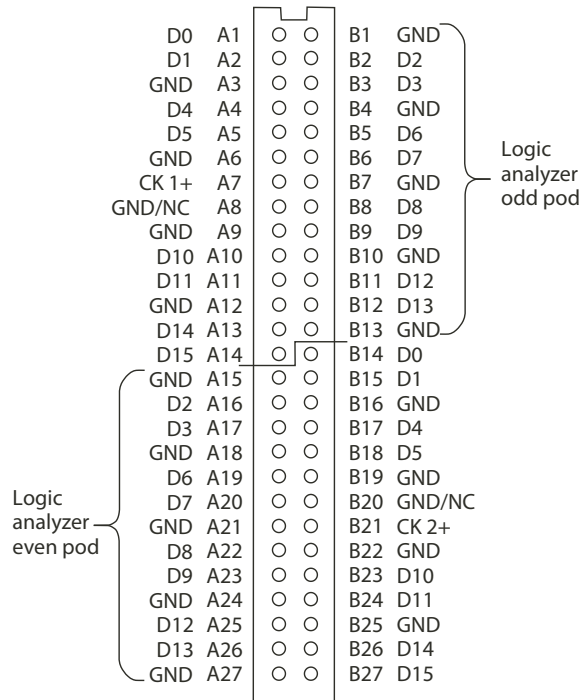 D0 A1 B1 GND
D1 A2 B2 D2
GND A3 B3 D3
D4 A4 B4 GND
D5 A5 B5 D6
GND A6 B6 D7
CK 1+ A7 B7 GND
GND/NC A8 B8 D8
GND A9 B9 D9
D10 A10 B10 GND
D11 A11 B11 D12
GND A12 B12 D13
D14 A13 B13 GND
D15 A14 B14 D0
GND A15 B15 D1
D2 A16 B16 GND
D3 A17 B17 D4
GND A18 B18 D5
D6 A19 B19 GND
D7 A20 B20 GND/NC
GND A21 B21 CK 2+
D8 A22 B22 GND
D9 A23 B23 D10
GND A24 B24 D11
D12 A25 B25 GND
D13 A26 B26 D14
GND A27 B27 D15
Logic
analyzer
odd pod
Logic
analyzer
even pod